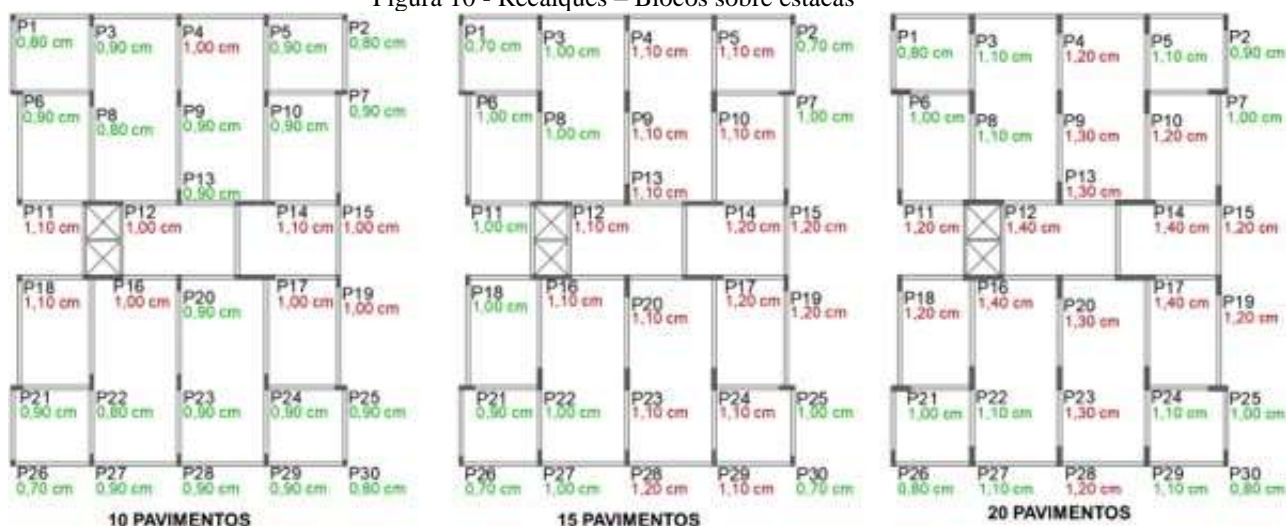 Figura 10 - Recalques – Blocos sobre estacas
P1
0,80 cm
P3
0,90 cm
P4
1,00 cm
P5
0,90 cm
P2
0,80 cm
P6
0,90 cm
P8
0,80 cm
P9
0,90 cm
P10
0,90 cm
P7
0,90 cm
P13
0,90 cm
P11
1,10 cm
P12
1,00 cm
P14
1,10 cm
P15
1,00 cm
P18
1,10 cm
P16
1,00 cm
P20
0,90 cm
P17
1,00 cm
P19
1,00 cm
P21
0,90 cm
P22
0,80 cm
P23
0,90 cm
P24
0,90 cm
P25
0,90 cm
P26
0,70 cm
P27
0,90 cm
P28
0,90 cm
P29
0,90 cm
P30
0,80 cm
10 PAVIMENTOS
P1
0,70 cm
P3
1,00 cm
P4
1,10 cm
P5
1,10 cm
P2
0,70 cm
P6
1,00 cm
P8
1,00 cm
P9
1,10 cm
P10
1,10 cm
P7
1,00 cm
P13
1,10 cm
P11
1,00 cm
P12
1,10 cm
P14
1,20 cm
P15
1,20 cm
P18
1,00 cm
P16
1,10 cm
P20
1,10 cm
P17
1,20 cm
P19
1,20 cm
P21
0,90 cm
P22
1,00 cm
P23
1,10 cm
P24
1,10 cm
P25
1,00 cm
P26
0,70 cm
P27
1,00 cm
P28
1,20 cm
P29
1,10 cm
P30
0,70 cm
15 PAVIMENTOS
P1
0,80 cm
P3
1,10 cm
P4
1,20 cm
P5
1,10 cm
P2
0,90 cm
P6
1,00 cm
P8
1,10 cm
P9
1,30 cm
P10
1,20 cm
P7
1,00 cm
P13
1,30 cm
P11
1,20 cm
P12
1,40 cm
P14
1,40 cm
P15
1,20 cm
P18
1,20 cm
P16
1,40 cm
P20
1,30 cm
P17
1,40 cm
P19
1,20 cm
P21
1,00 cm
P22
1,10 cm
P23
1,30 cm
P24
1,10 cm
P25
1,00 cm
P26
0,80 cm
P27
1,10 cm
P28
1,20 cm
P29
1,10 cm
P30
0,80 cm
20 PAVIMENTOS